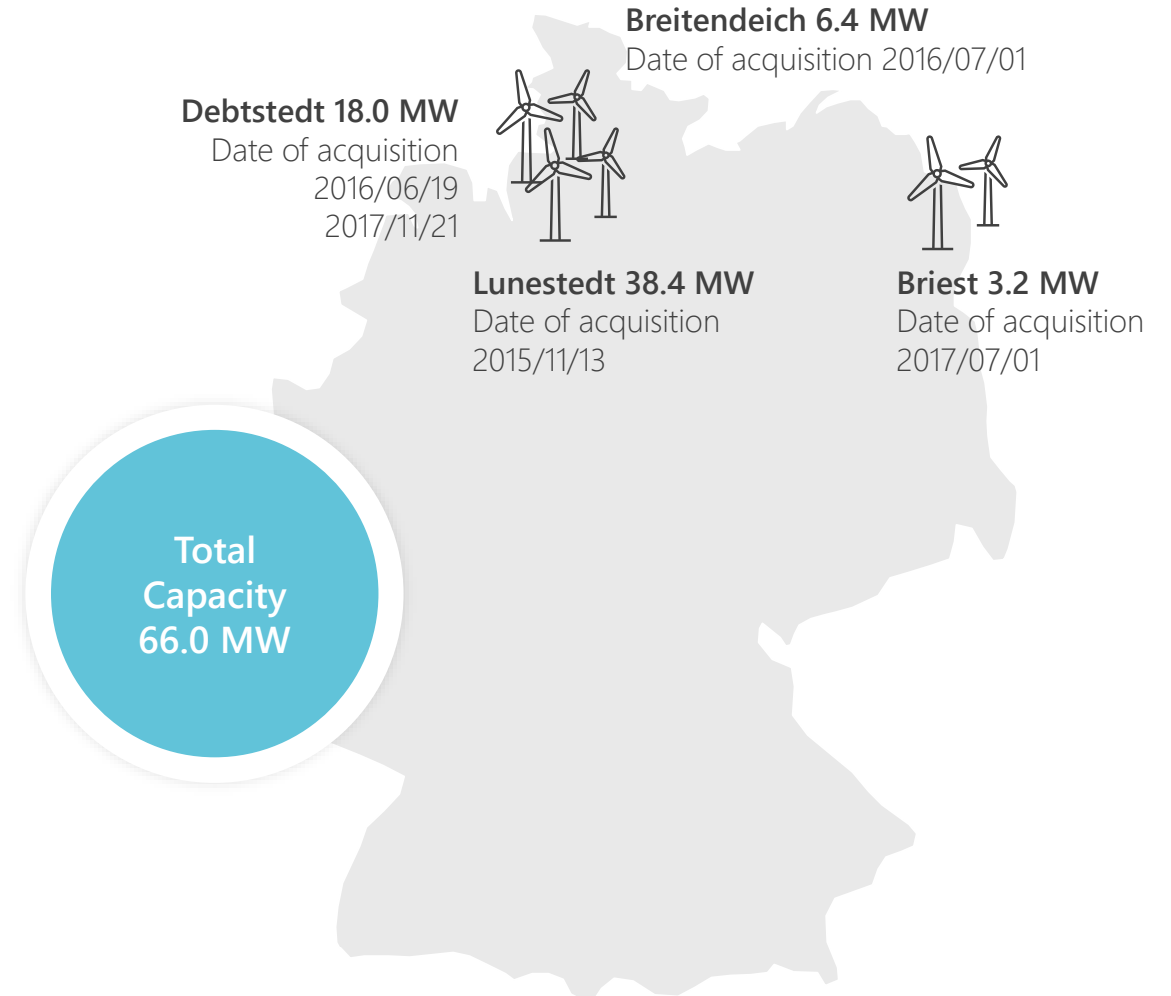 Breitendeich 6.4 MW
Date of acquisition 2016/07/01
Debtstedt 18.0 MW
Date of acquisition
2016/06/19
2017/11/21
Lunestedt 38.4 MW
Date of acquisition
2015/11/13
Briest 3.2 MW
Date of acquisition
2017/07/01
Total
Capacity
66.0 MW